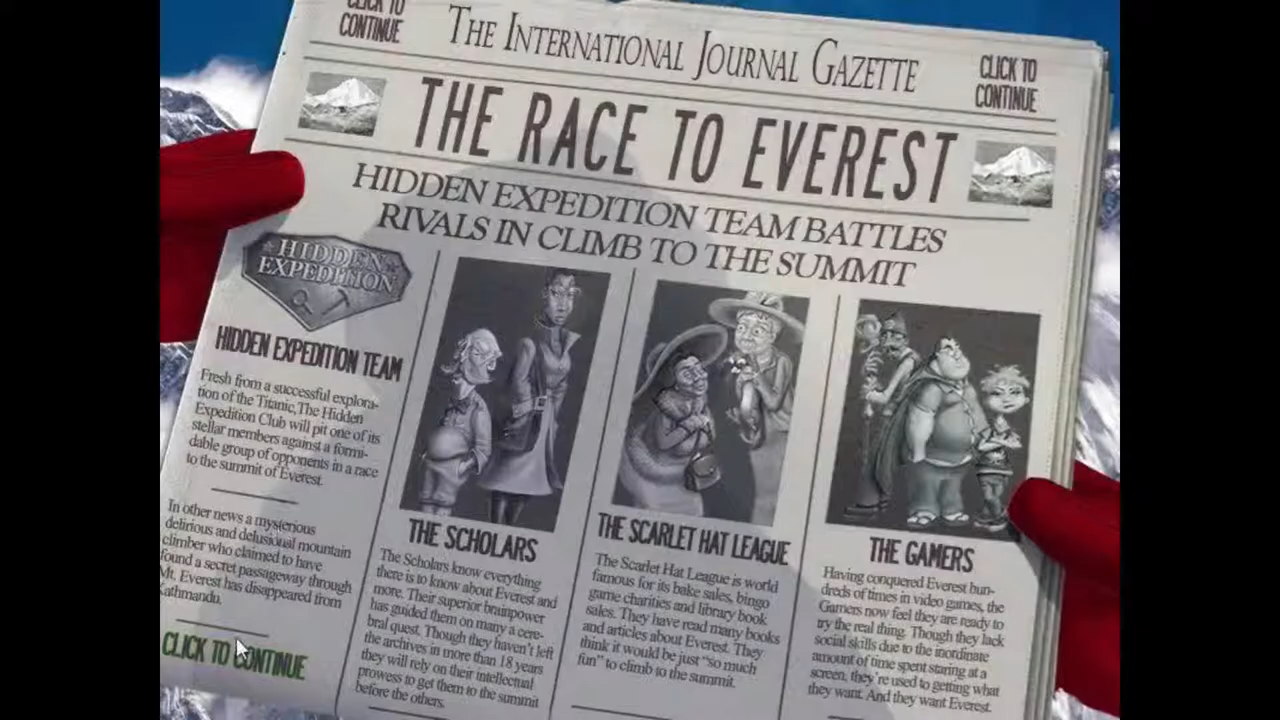 CLICK TO
CONTINUE
THE INTERNATIONAL JOURNAL GAZETTE
CLICK TO
CONTINUE
THE RACE TO EVEREST
HIDDEN EXPEDITION TEAM BATTLES
RIVALS IN CLIMB TO THE SUMMIT
HIDDEN
EXPEDITION
HIDDEN EXPEDITION TEAM
Fresh from a successful explora-
tion of the Titanic, The Hidden
Expedition Club will pit one of its
stellar members against a formi-
dable group of opponents in a race
to the summit of Everest.
In other news a mysterious
delirious and delusional mountain
climber who claimed to have
found a secret passageway through
Mt. Everest has disappeared from
Kathmandu.
CLICK TO CONTINUE
THE SCHOLARS
The Scholars know everything
there is to know about Everest and
more. Their superior brainpower
has guided them on many a cere-
bral quest. Though they haven't left
the archives in more than 18 years
they will rely on their intellectual
prowess to get them to the summit
before the others.
THE SCARLET HAT LEAGUE
The Scarlet Hat League is world
famous for its bake sales, bingo
game charities and library book
sales. They have read many books
and articles about Everest. They
think it would be just "so much
fun" to climb to the summit.
THE GAMERS
Having conquered Everest hun-
dreds of times in video games, the
Gamers now feel they are ready to
try the real thing. Though they lack
social skills due to the inordinate
amount of time spent staring at a
screen, they're used to getting what
they want. And they want Everest.